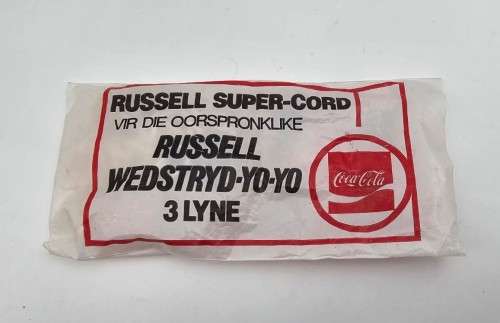 RUSSELL SUPER-CORD
VIR DIE OORSPRONKLIKE
RUSSELL
WEDSTRYD-YO-YO
3 LYNE
Coca-Cola